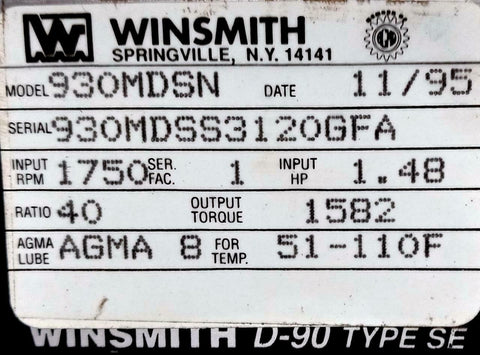 WINSMITH
SPRINGVILLE, N.Y. 14141
MODEL 930MDSN DATE 11/95
SERIAL 930MDSS3120GFA
INPUT RPM 1750 SER. FAC. 1 INPUT HP 1.48
RATIO 40 OUTPUT TORQUE 1582
AGMA LUBE AGMA 8 FOR TEMP. 51-110F
WINSMITH D-90 TYPE SE